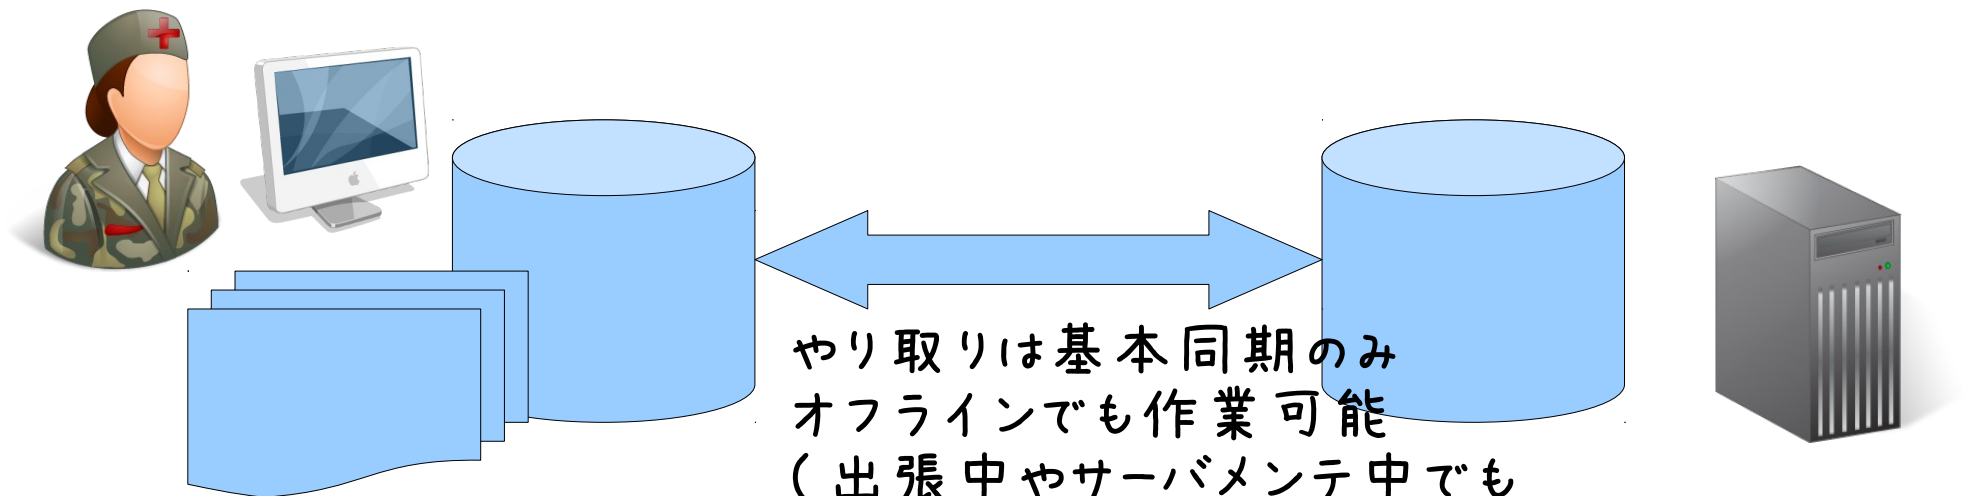 やり取りは基本同期のみ
オフラインでも作業可能
(出張中やサーバメンテ中でも